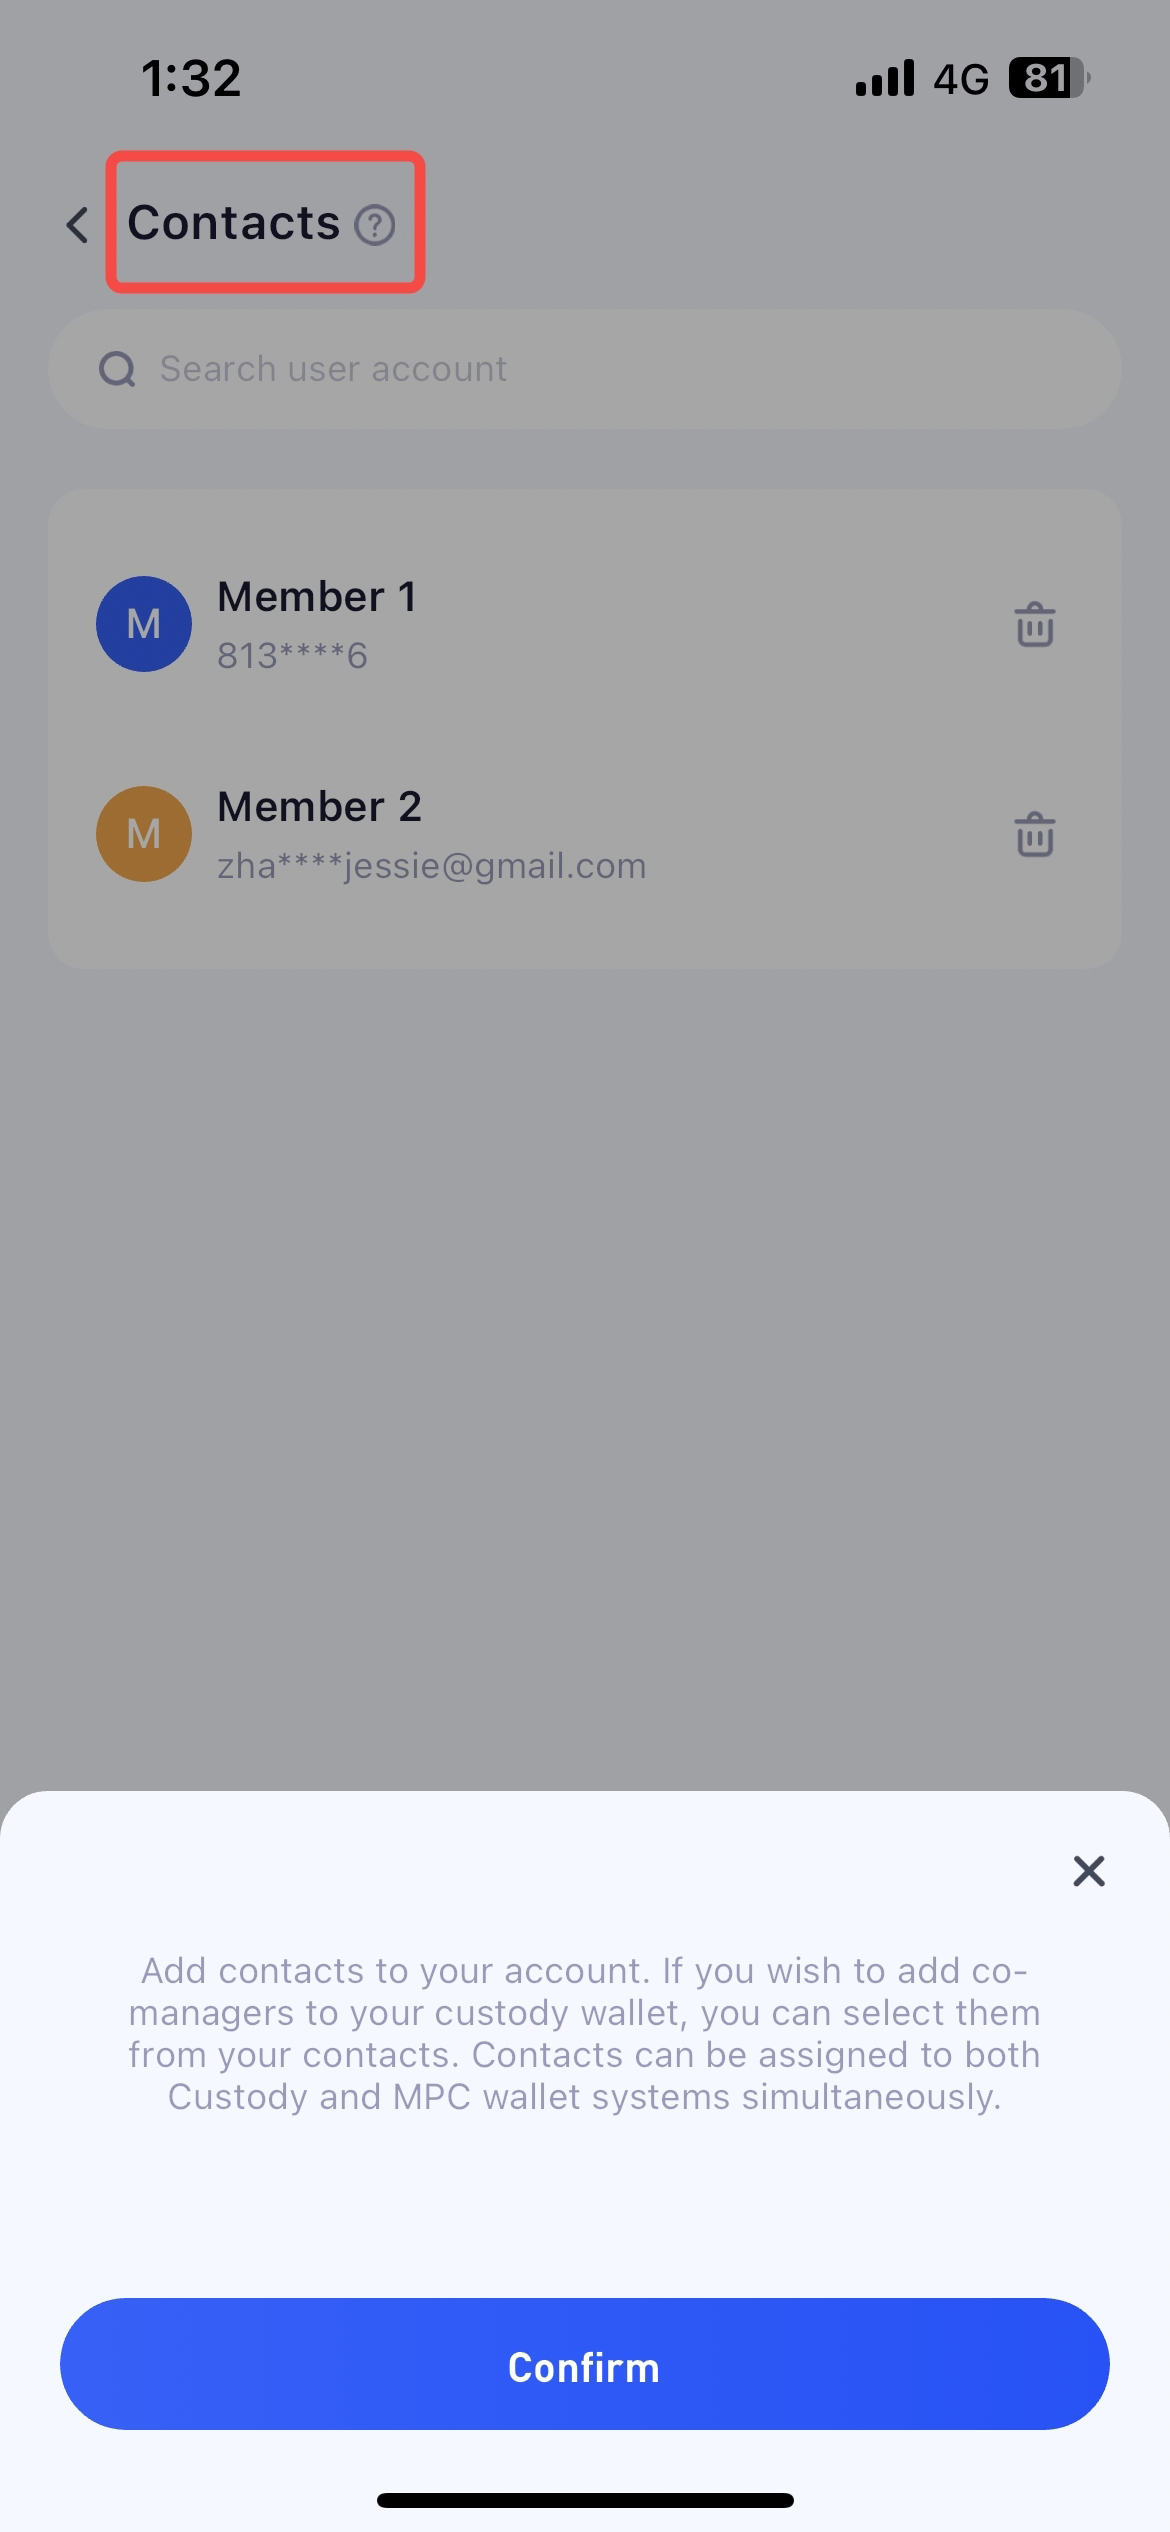 1:32
4G 81
Contacts
Search user account
M
Member 1
813****6
M
Member 2
zha****jessie@gmail.com
Add contacts to your account. If you wish to add co-
managers to your custody wallet, you can select them
from your contacts. Contacts can be assigned to both
Custody and MPC wallet systems simultaneously.
Confirm